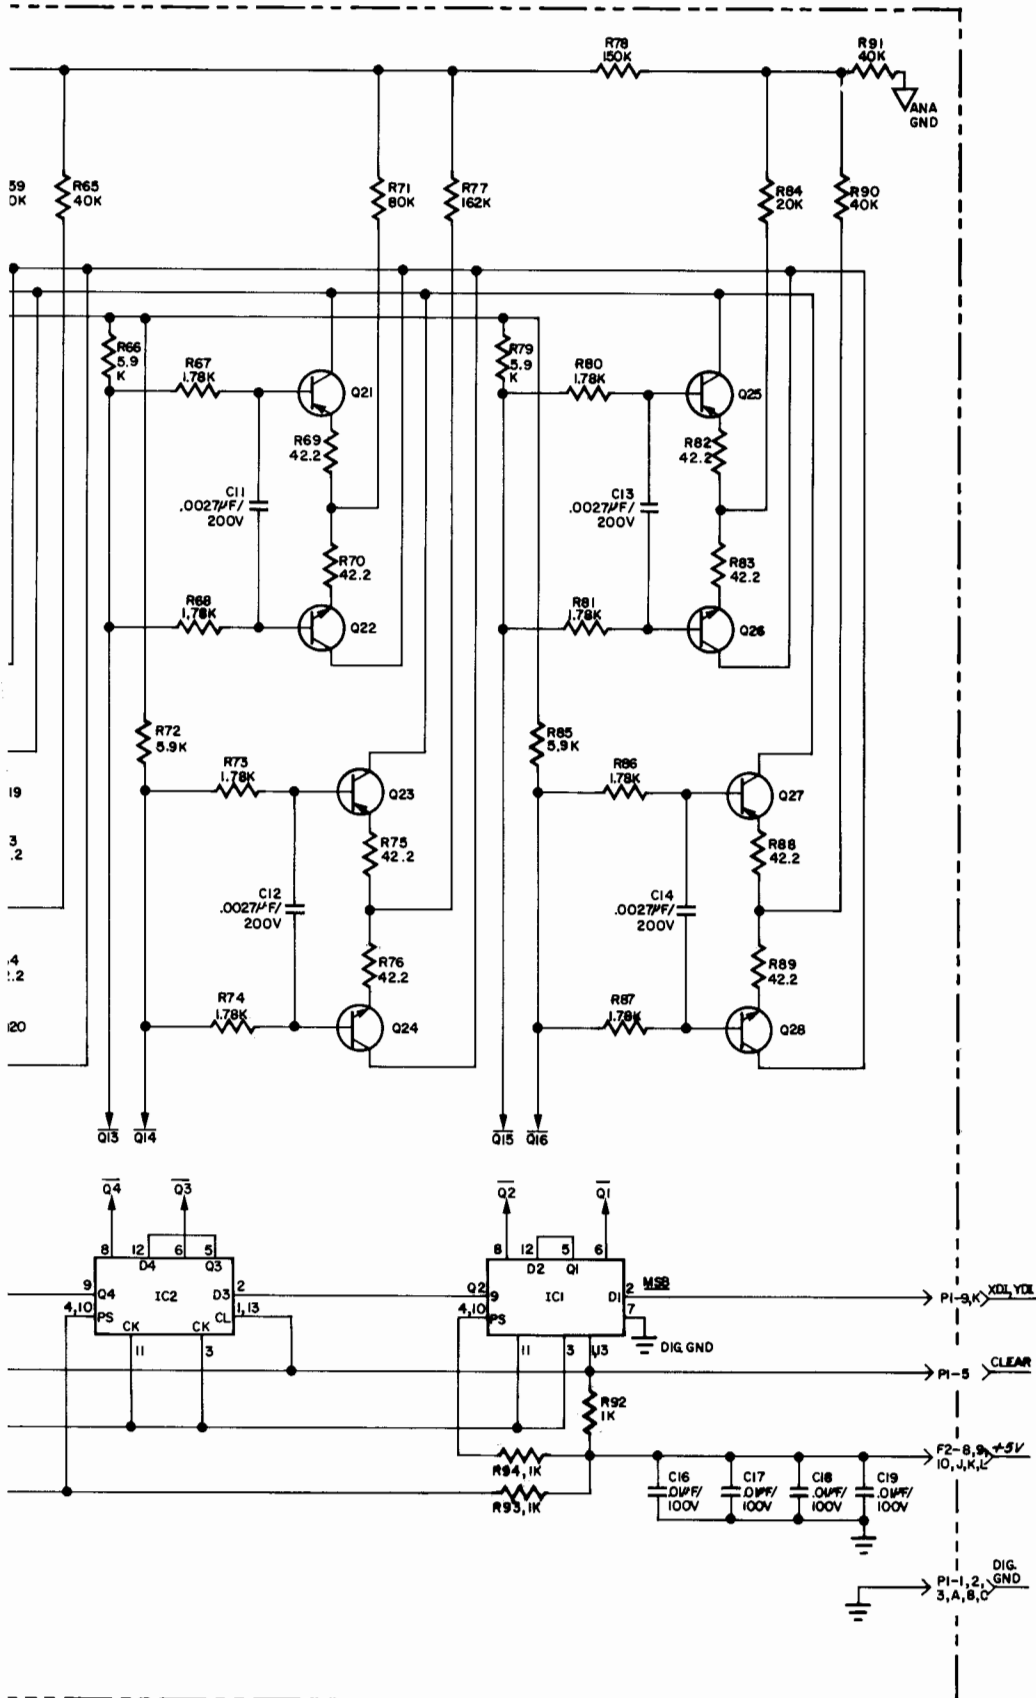 R78
150K
R91
40K
ANA
GND
59
0K
R65
40K
R71
80K
R77
162K
R84
20K
R90
40K
R66
5.9
K
R67
1.78K
Q21
R69
42.2
C11
.0027µF/
200V
R70
42.2
R68
1.78K
Q22
R79
5.9
K
R80
1.78K
Q25
R82
42.2
C13
.0027µF/
200V
R83
42.2
R81
1.78K
Q26
R72
5.9K
R73
1.78K
Q23
R75
42.2
C12
.0027µF/
200V
R76
42.2
R74
1.78K
Q24
R85
5.9K
R86
1.78K
Q27
R88
42.2
C14
.0027µF/
200V
R89
42.2
R87
1.78K
Q28
19
3
.2
.4
2.2
120
Q13
Q14
Q15
Q16
Q4
Q3
Q2
Q1
8
12
6
5
D4
Q3
9
Q4
IC2
D3
2
4,10
PS
CL
1,13
CK
CK
11
3
8
12
5
6
D2
Q1
Q2
9
IC1
D1
2
MSB
4,10
PS
7
DIG. GND
11
3
1,13
P1-9,K
XDI, YDI
P1-5
CLEAR
R92
1K
R94, 1K
R93, 1K
F2-8,9,
10,J,K,L
+5V
C16
.01µF/
100V
C17
.01µF/
100V
C18
.01µF/
100V
C19
.01µF/
100V
P1-1,2,
3,A,B,C
DIG.
GND